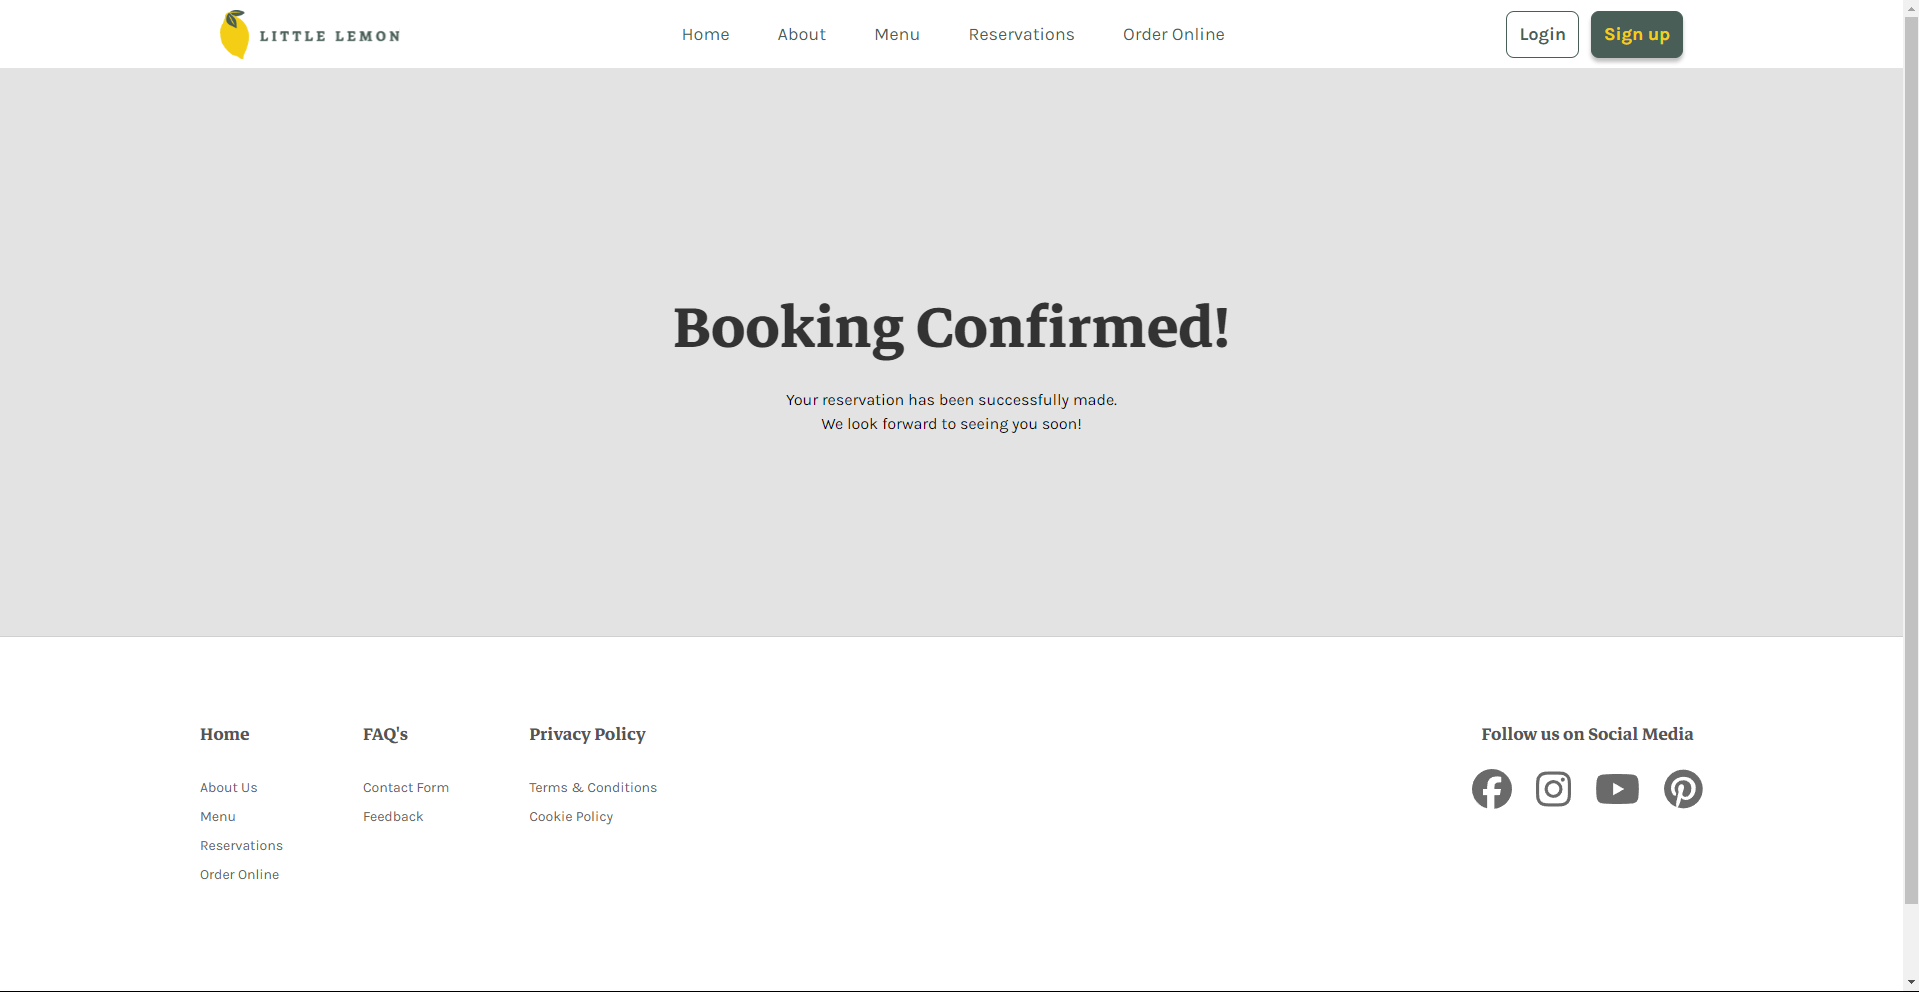 LITTLE LEMON
Home About Menu Reservations Order Online
Login Sign up
Booking Confirmed!
Your reservation has been successfully made.
We look forward to seeing you soon!
Home
About Us
Menu
Reservations
Order Online
FAQ's
Contact Form
Feedback
Privacy Policy
Terms & Conditions
Cookie Policy
Follow us on Social Media